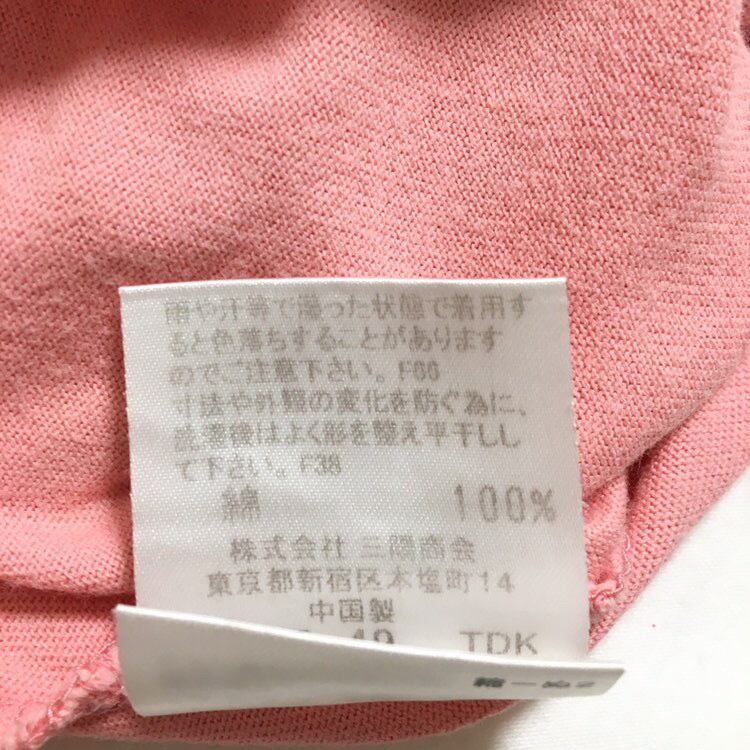 雨や汗等で湿った状態で着用す
ると色落ちすることがあります
のでご注意下さい。F66
寸法や外観の変化を防ぐ為に、
洗濯後はよく形を整え平干しし
て下さい。F38
綿 100%
株式会社 三陽商会
東京都新宿区本塩町14
中国製
49 TDK